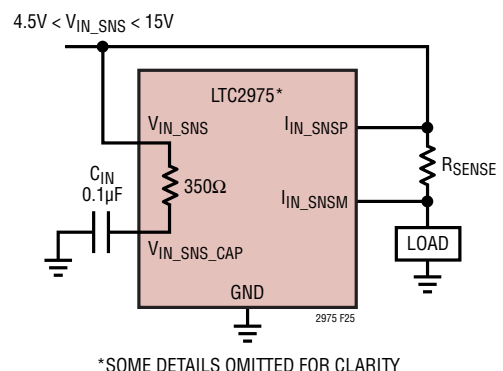 4.5V < VIN_SNS < 15V
LTC2975*
VIN_SNS
IIN_SNSP
CIN
0.1µF
350Ω
RSENSE
IIN_SNSM
VIN_SNS_CAP
LOAD
GND
2975 F25
*SOME DETAILS OMITTED FOR CLARITY